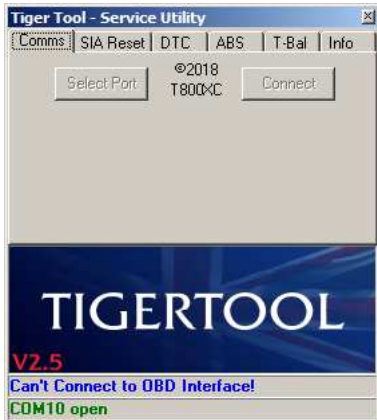 Tiger Tool - Service Utility
Comms SIA Reset DTC ABS T-Bal Info
Select Port ©2018 Connect
T800XC
TIGERTOOL
V2.5
Can't Connect to OBD Interface!
COM10 open